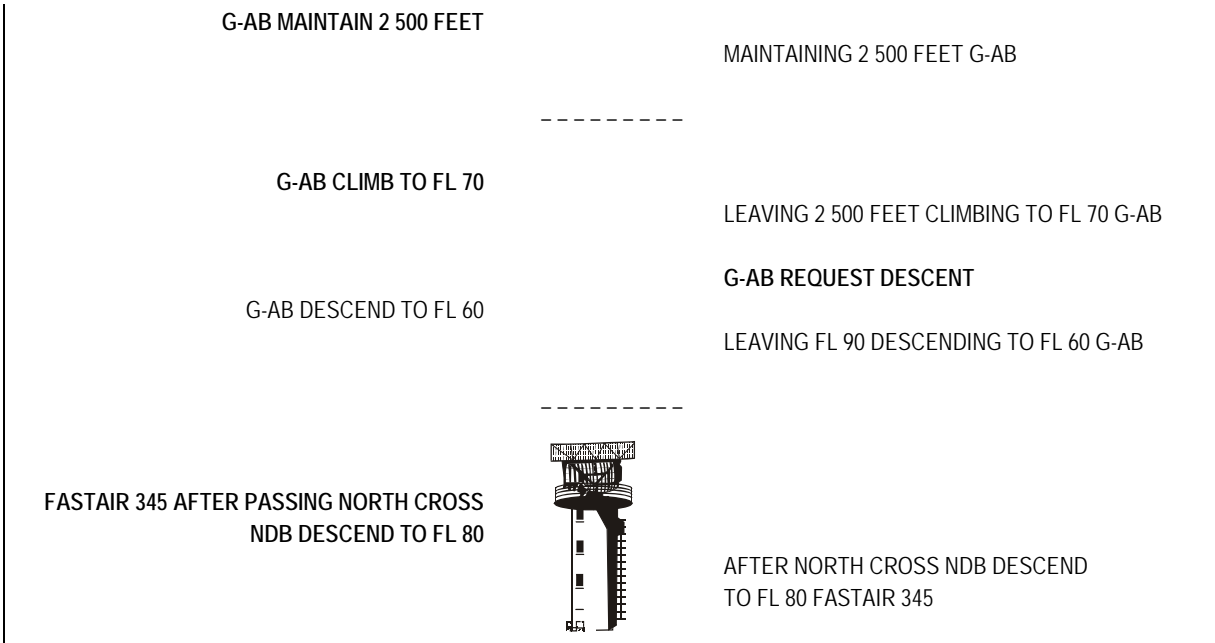 G-AB MAINTAIN 2 500 FEET
MAINTAINING 2 500 FEET G-AB
– – – – – – – – –
G-AB CLIMB TO FL 70
LEAVING 2 500 FEET CLIMBING TO FL 70 G-AB
G-AB REQUEST DESCENT
G-AB DESCEND TO FL 60
LEAVING FL 90 DESCENDING TO FL 60 G-AB
– – – – – – – – –
FASTAIR 345 AFTER PASSING NORTH CROSS
NDB DESCEND TO FL 80
AFTER NORTH CROSS NDB DESCEND
TO FL 80 FASTAIR 345